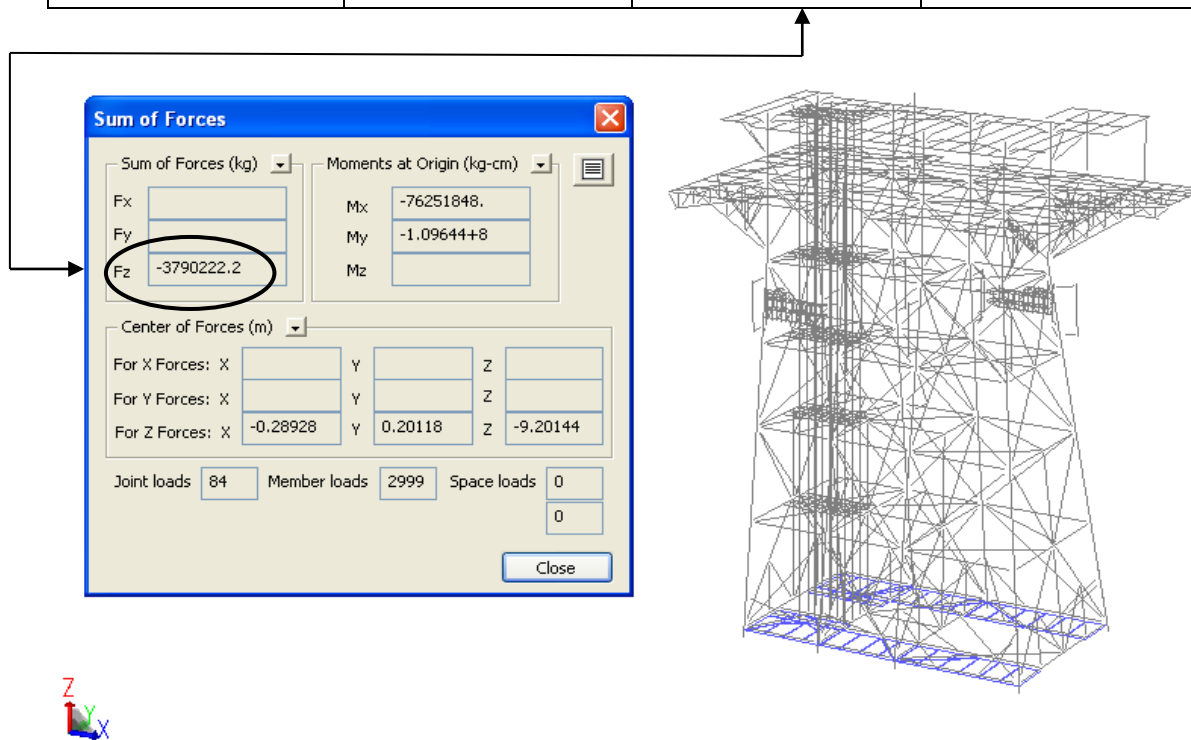 Sum of Forces
Sum of Forces (kg)
Moments at Origin (kg-cm)
Fx
Mx -76251848.
Fy
My -1.09644+8
Fz -3790222.2
Mz
Center of Forces (m)
For X Forces: X Y Z
For Y Forces: X Y Z
For Z Forces: X -0.28928 Y 0.20118 Z -9.20144
Joint loads 84 Member loads 2999 Space loads 0
0
Close
Z
Y
X